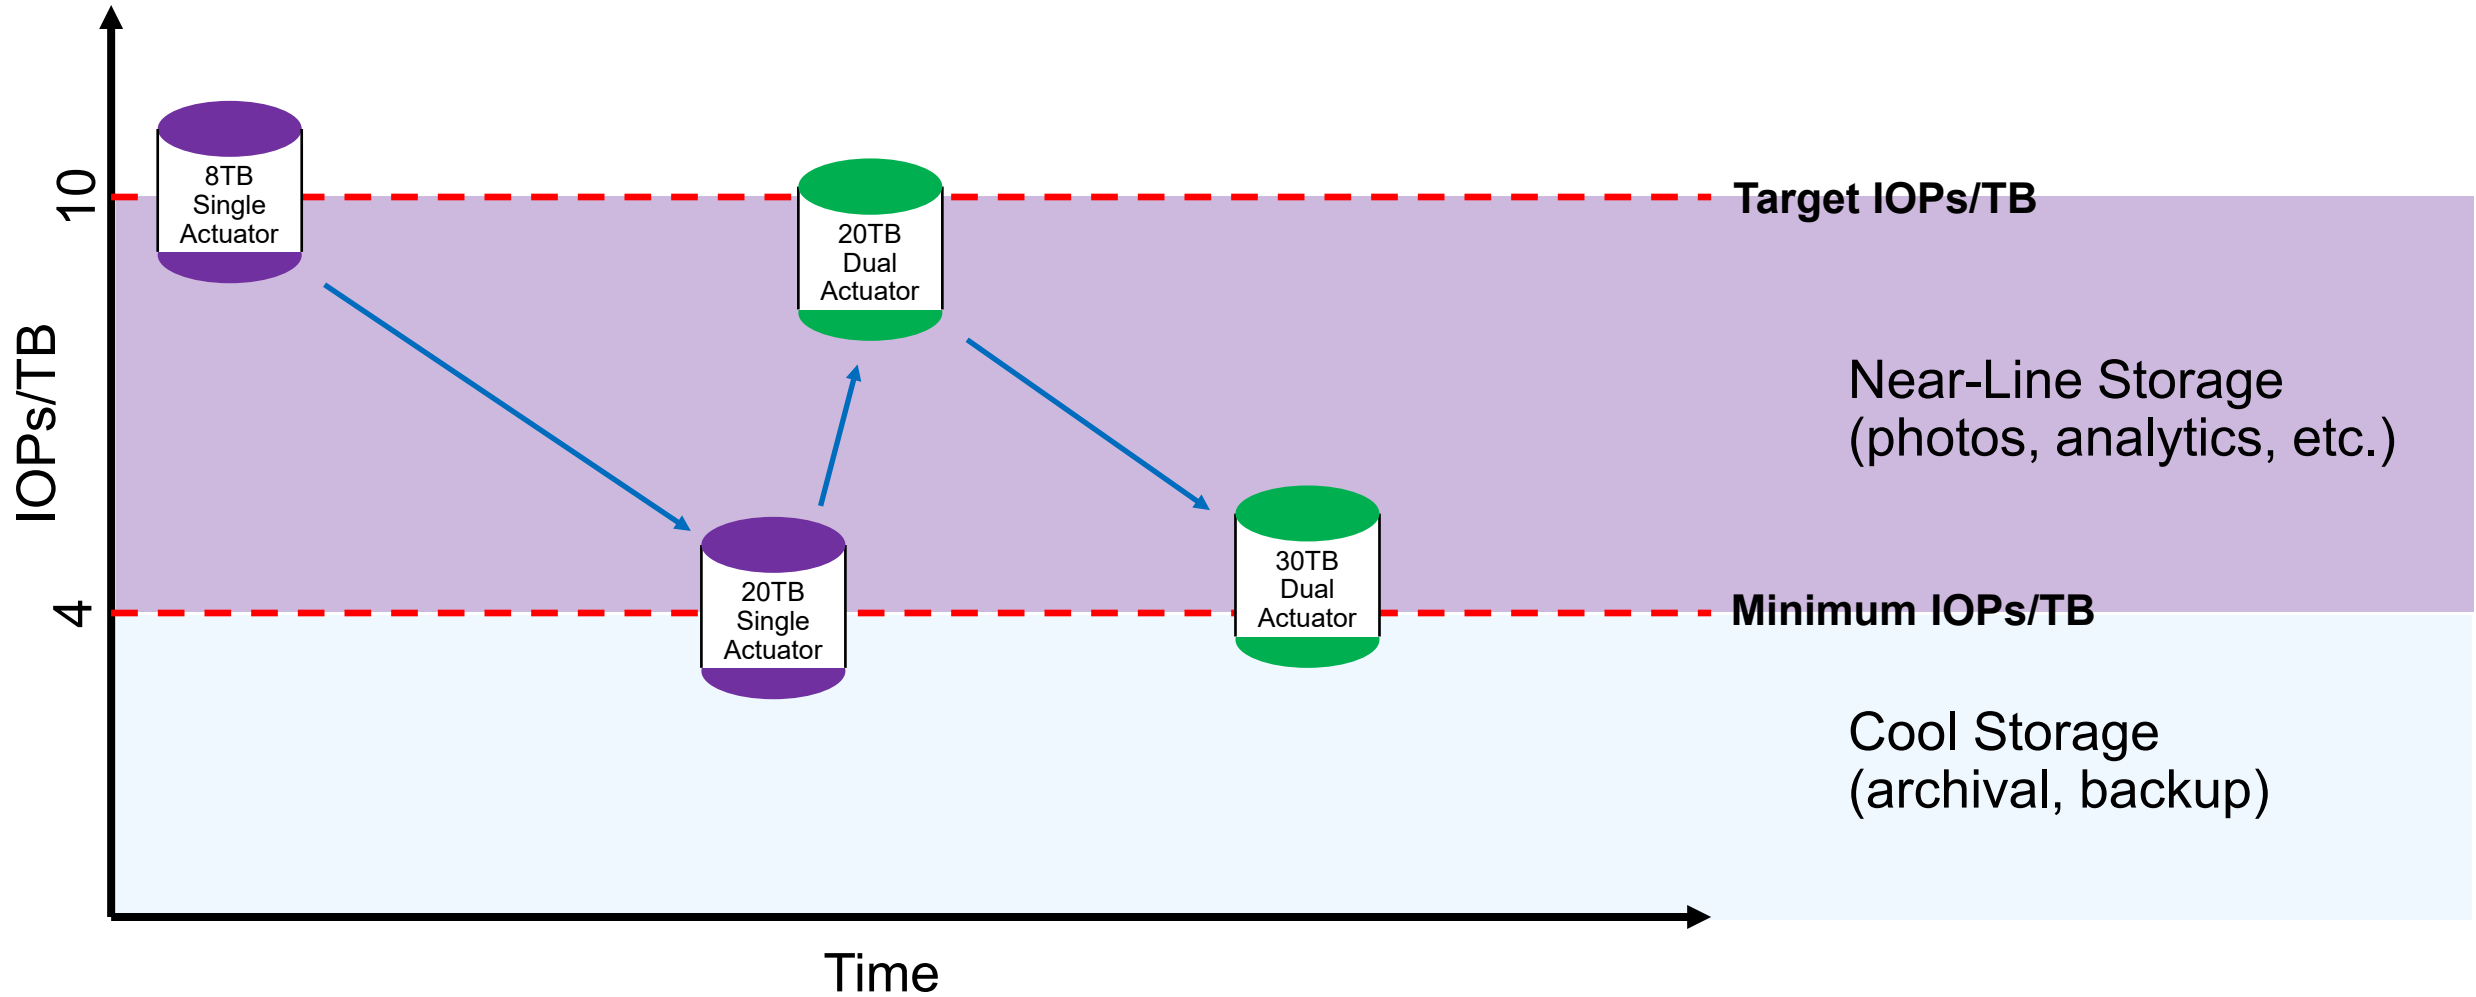 8TB
Single
Actuator
10
Target IOPs/TB
20TB
Dual
Actuator
IOPs/TB
Near-Line Storage
(photos, analytics, etc.)
20TB
Single
Actuator
30TB
Dual
Actuator
4
Minimum IOPs/TB
Cool Storage
(archival, backup)
Time